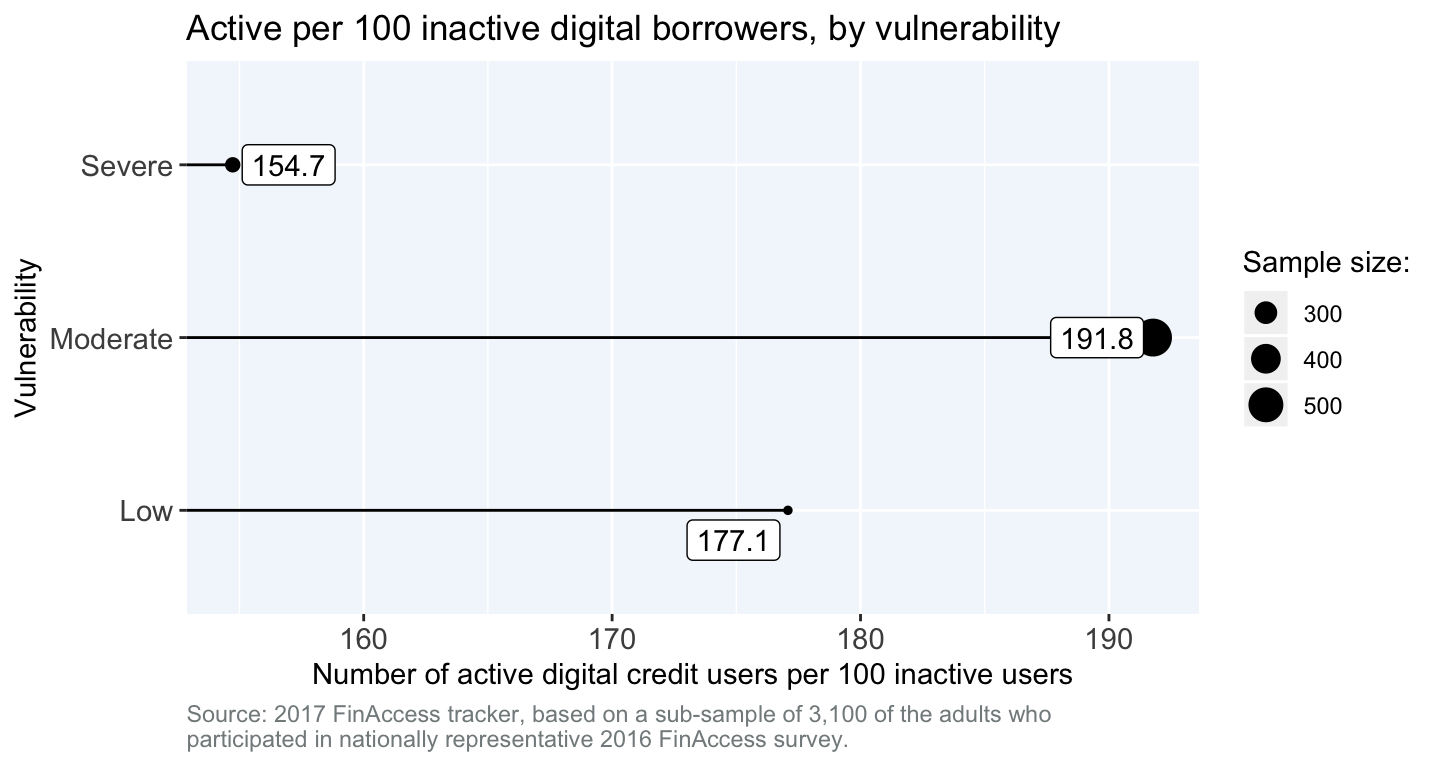 Active per 100 inactive digital borrowers, by vulnerability
Severe
154.7
Vulnerability
Moderate
191.8
Low
177.1
160 170 180 190
Number of active digital credit users per 100 inactive users
Sample size:
300
400
500
Source: 2017 FinAccess tracker, based on a sub-sample of 3,100 of the adults who
participated in nationally representative 2016 FinAccess survey.